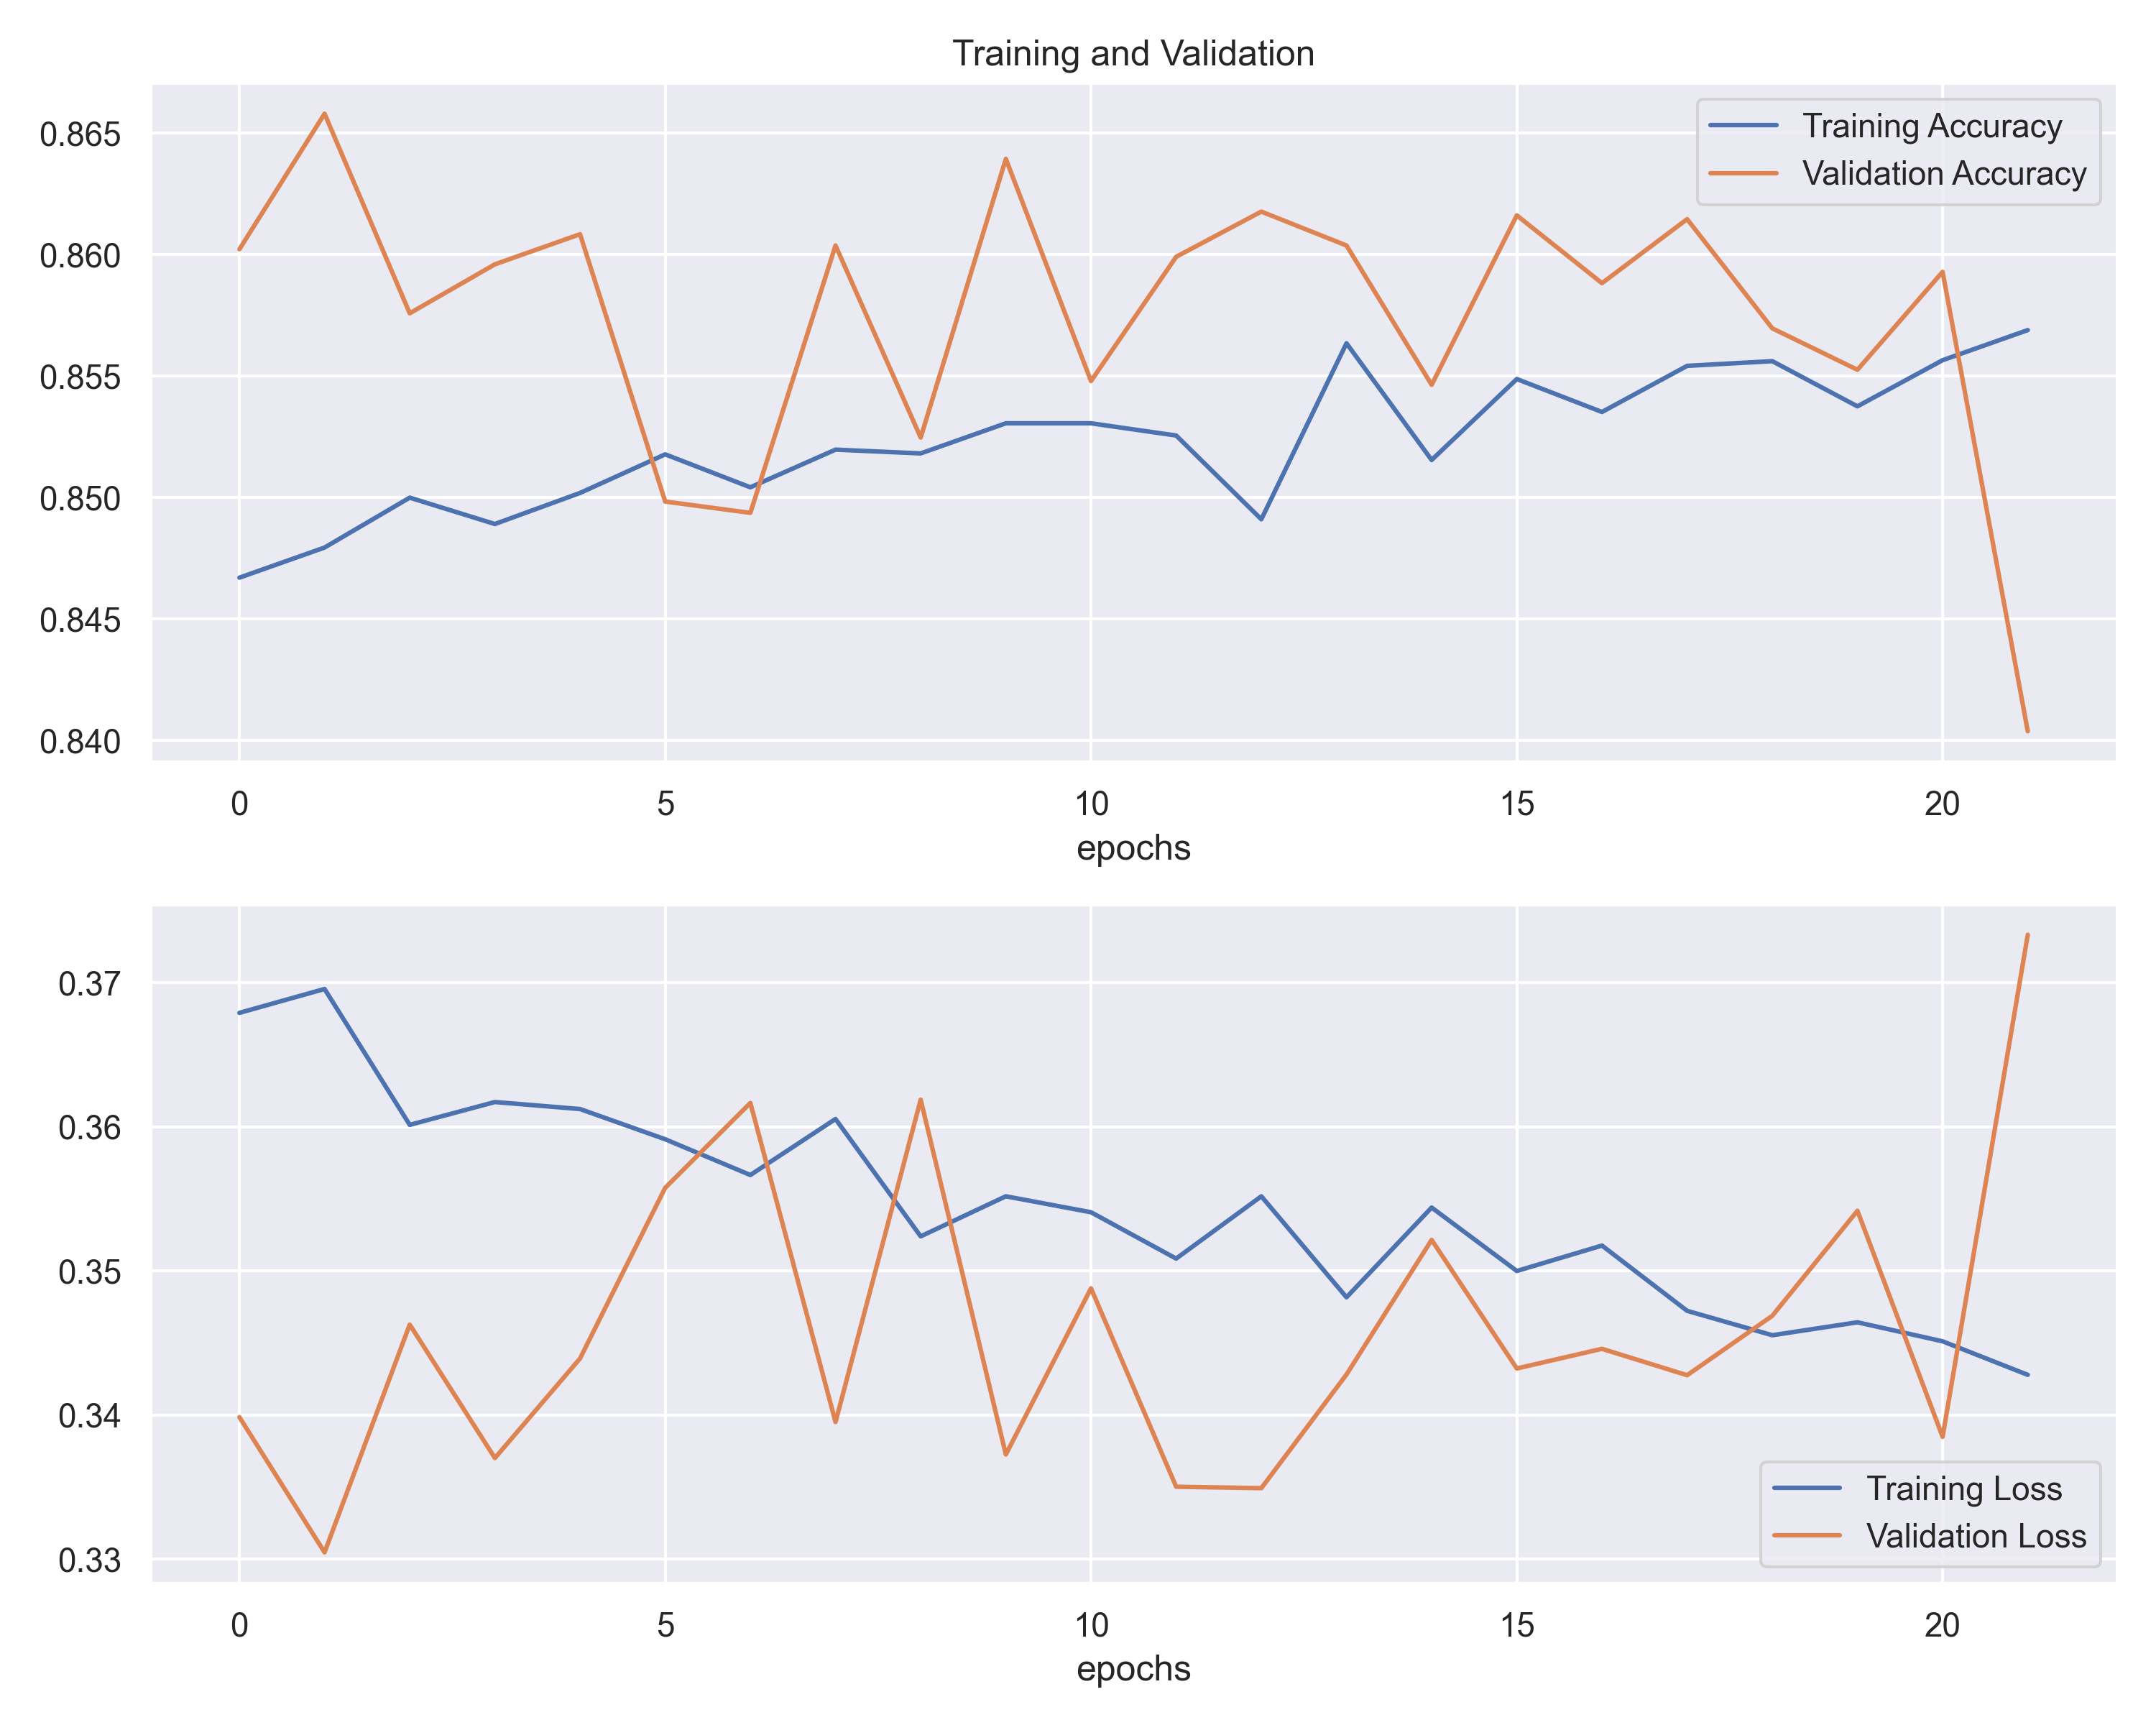 Training and Validation
0.865
0.860
0.855
0.850
0.845
0.840
Training Accuracy
Validation Accuracy
0 5 10 15 20
epochs
0.37
0.36
0.35
0.34
0.33
Training Loss
Validation Loss
0 5 10 15 20
epochs